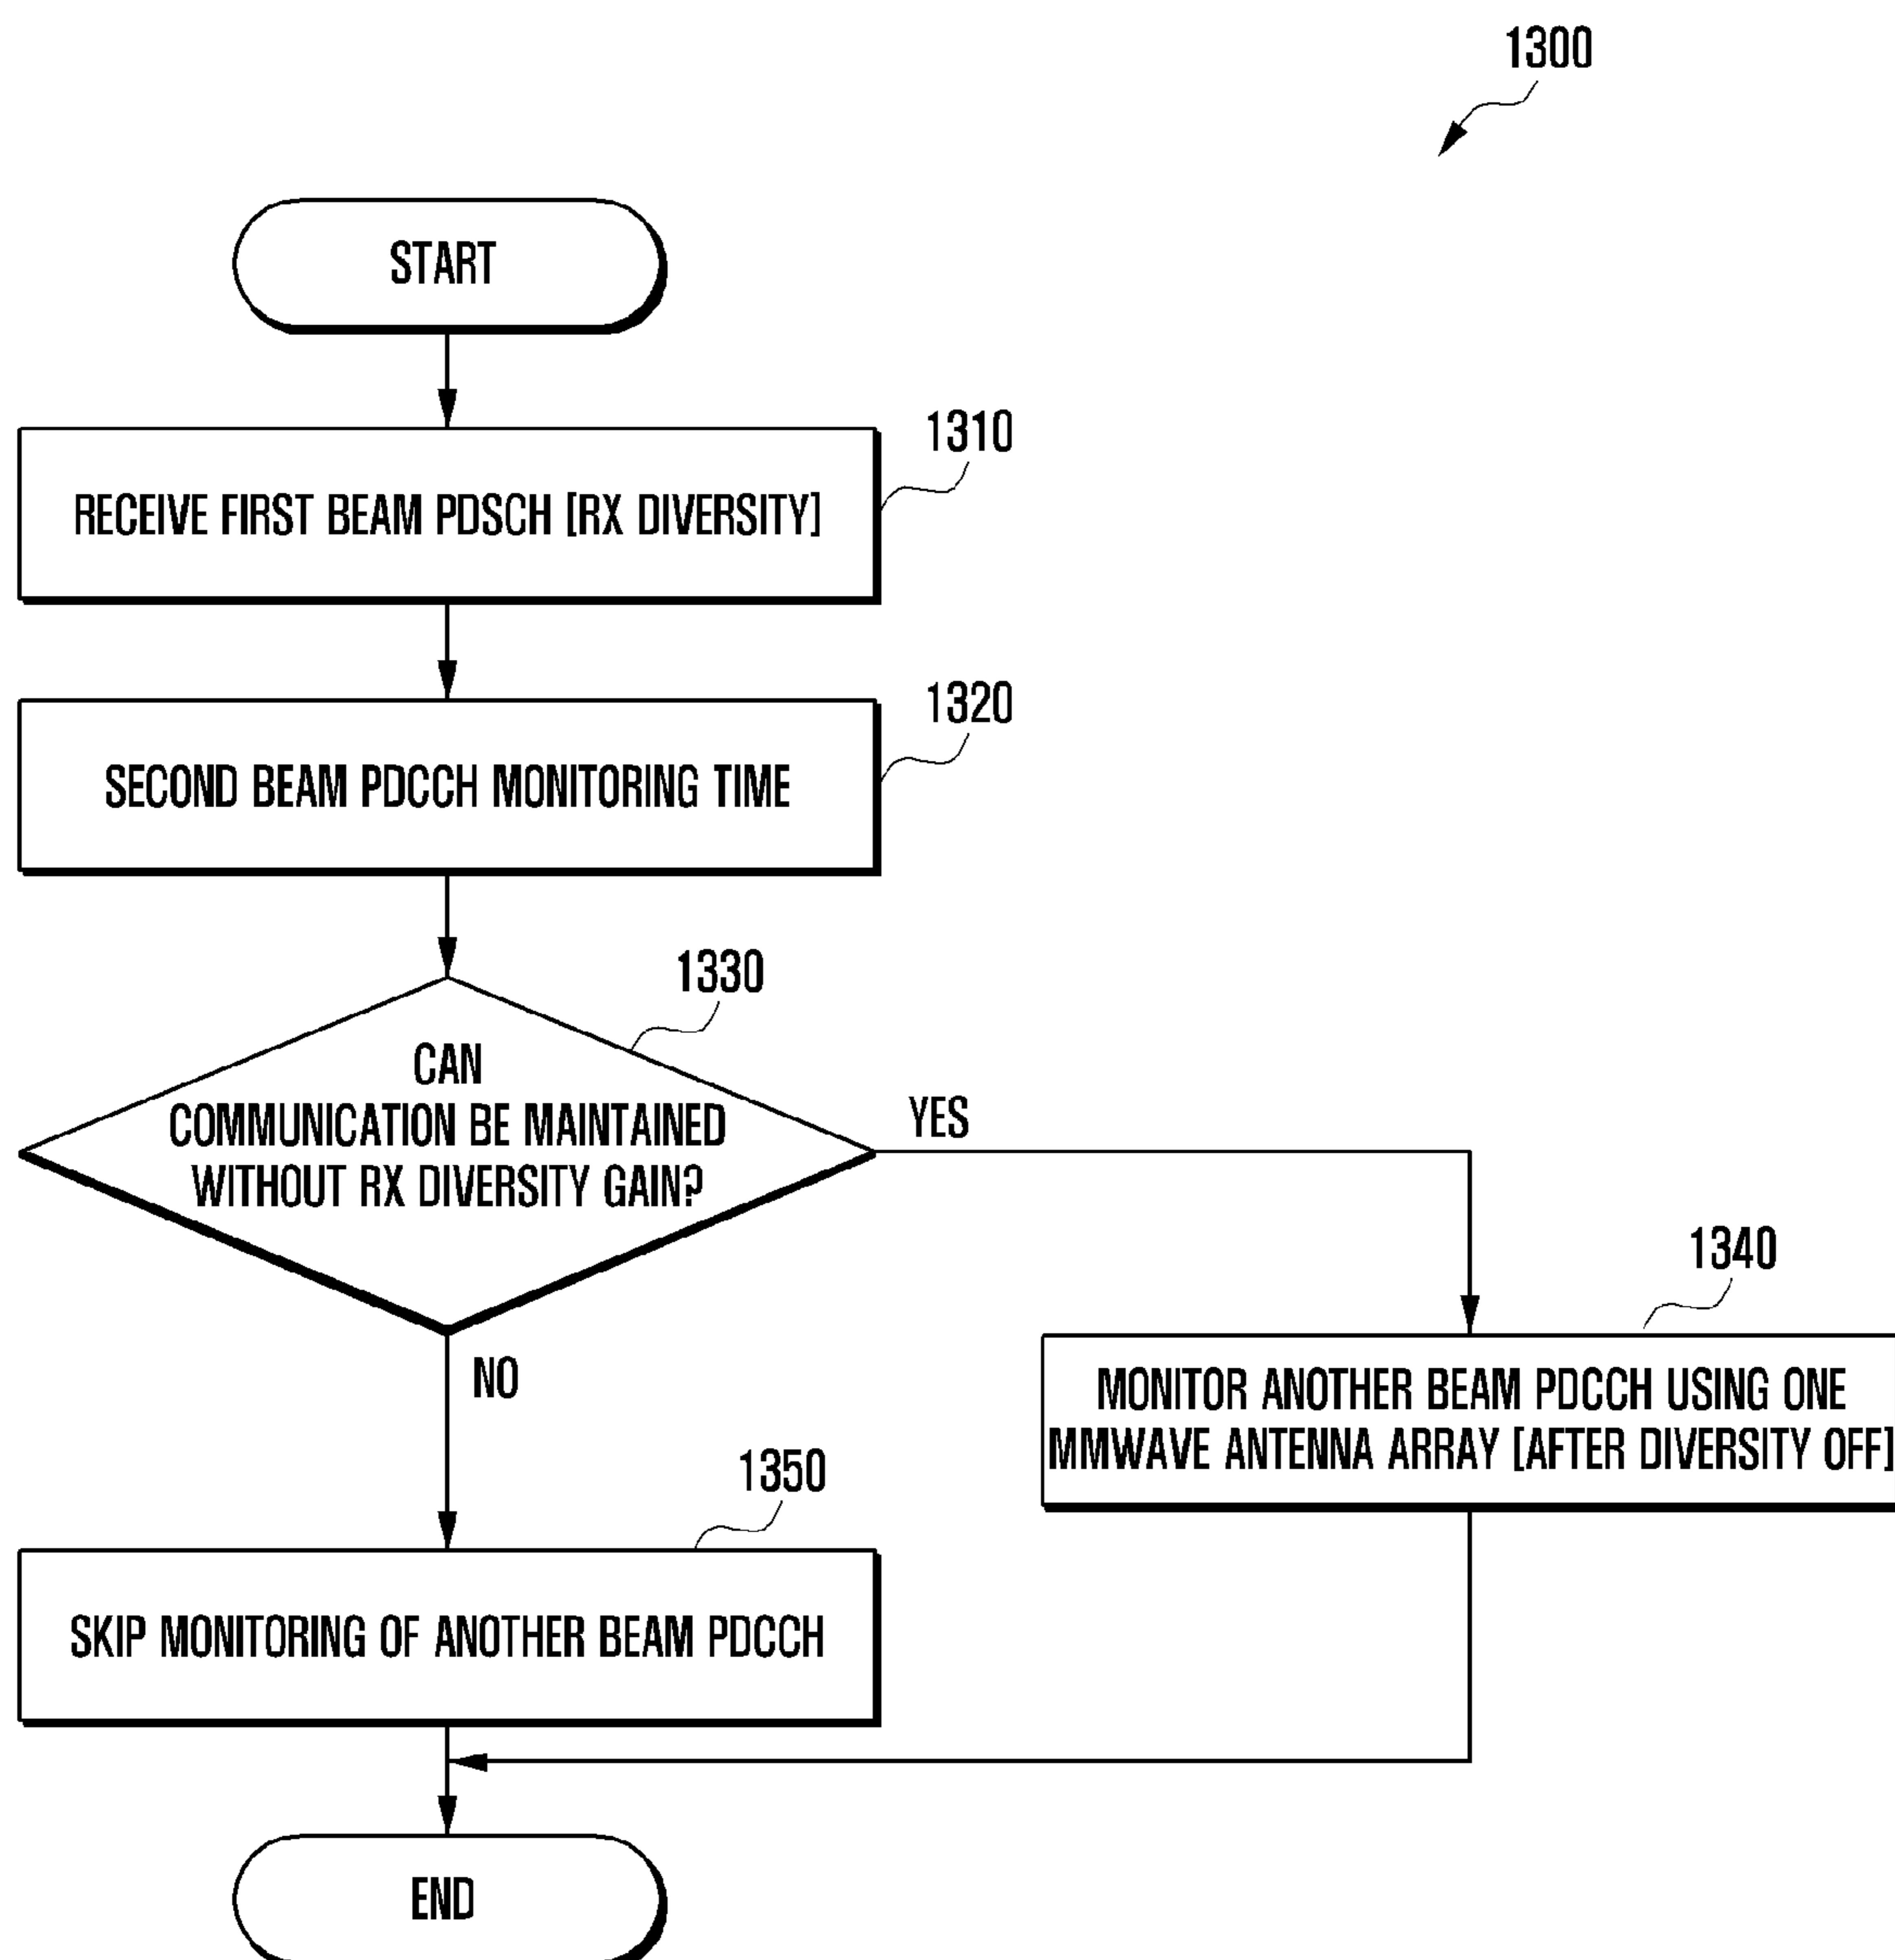 1300
START
1310
RECEIVE FIRST BEAM PDSCH [RX DIVERSITY]
1320
SECOND BEAM PDCCH MONITORING TIME
1330
CAN
COMMUNICATION BE MAINTAINED
WITHOUT RX DIVERSITY GAIN?
YES
NO
1340
MONITOR ANOTHER BEAM PDCCH USING ONE
MMWAVE ANTENNA ARRAY [AFTER DIVERSITY OFF]
1350
SKIP MONITORING OF ANOTHER BEAM PDCCH
END